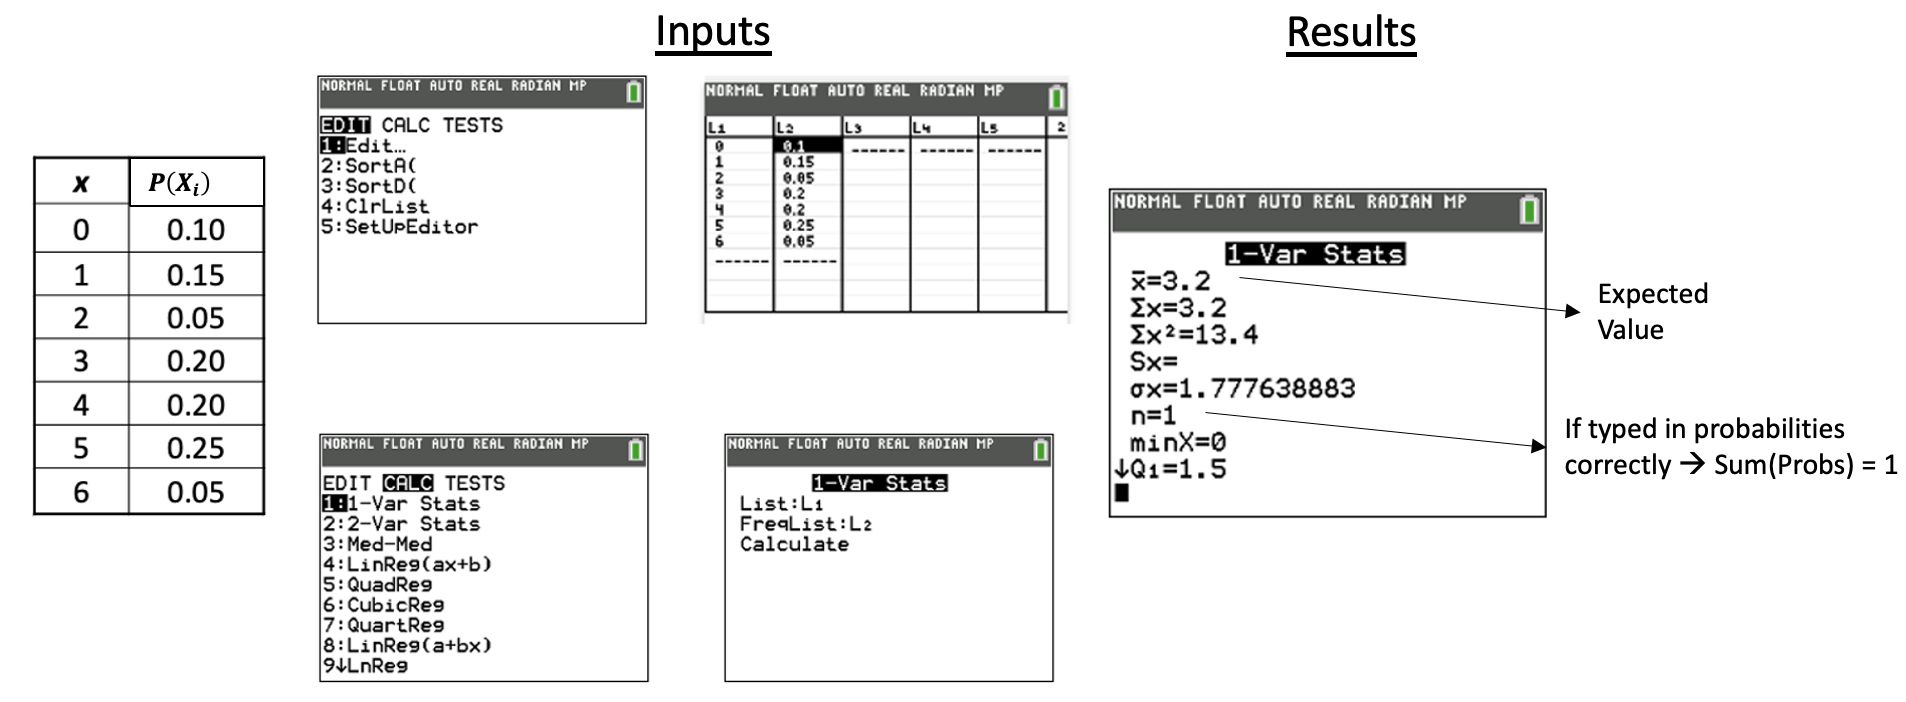 Inputs
Results
x P(Xᵢ)
0 0.10
1 0.15
2 0.05
3 0.20
4 0.20
5 0.25
6 0.05
NORMAL FLOAT AUTO REAL RADIAN MP
EDIT CALC TESTS
1:Edit…
2:SortA(
3:SortD(
4:ClrList
5:SetUpEditor
NORMAL FLOAT AUTO REAL RADIAN MP
L1 L2 L3 L4 L5 2
0 0.1 ------ ------ ------
1 0.15
2 0.05
3 0.2
4 0.2
5 0.25
6 0.05
------ ------
NORMAL FLOAT AUTO REAL RADIAN MP
EDIT CALC TESTS
1:1-Var Stats
2:2-Var Stats
3:Med-Med
4:LinReg(ax+b)
5:QuadReg
6:CubicReg
7:QuartReg
8:LinReg(a+bx)
9↓LnReg
NORMAL FLOAT AUTO REAL RADIAN MP
1-Var Stats
List:L1
FreqList:L2
Calculate
NORMAL FLOAT AUTO REAL RADIAN MP
1-Var Stats
x̄=3.2
Σx=3.2
Σx²=13.4
Sx=
σx=1.777638883
n=1
minX=0
↓Q₁=1.5
Expected
Value
If typed in probabilities
correctly → Sum(Probs) = 1